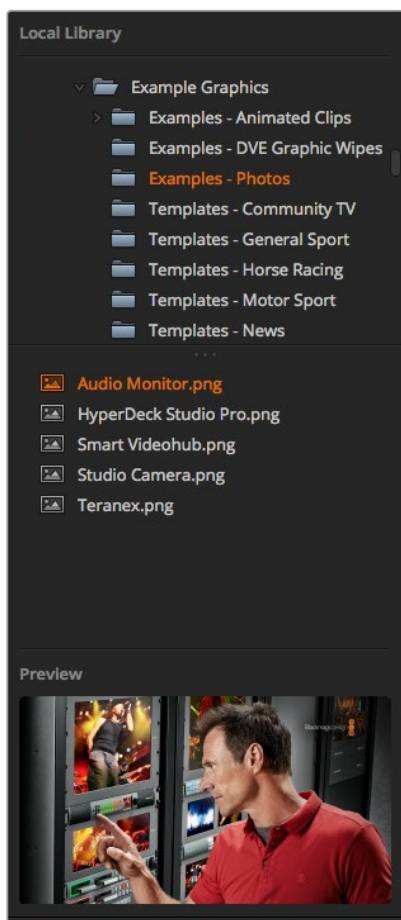 Local Library
Example Graphics
Examples - Animated Clips
Examples - DVE Graphic Wipes
Examples - Photos
Templates - Community TV
Templates - General Sport
Templates - Horse Racing
Templates - Motor Sport
Templates - News
Audio Monitor.png
HyperDeck Studio Pro.png
Smart Videohub.png
Studio Camera.png
Teranex.png
Preview
Blackmagicdesign